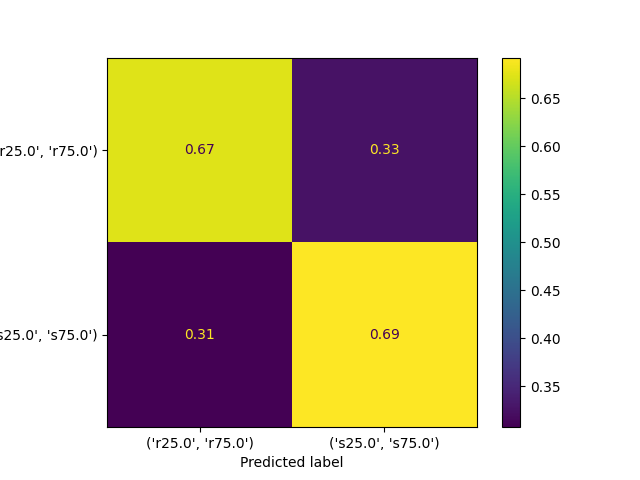 r25.0', 'r75.0')
0.67
0.33
s25.0', 's75.0')
0.31
0.69
('r25.0', 'r75.0')
('s25.0', 's75.0')
Predicted label
0.65
0.60
0.55
0.50
0.45
0.40
0.35